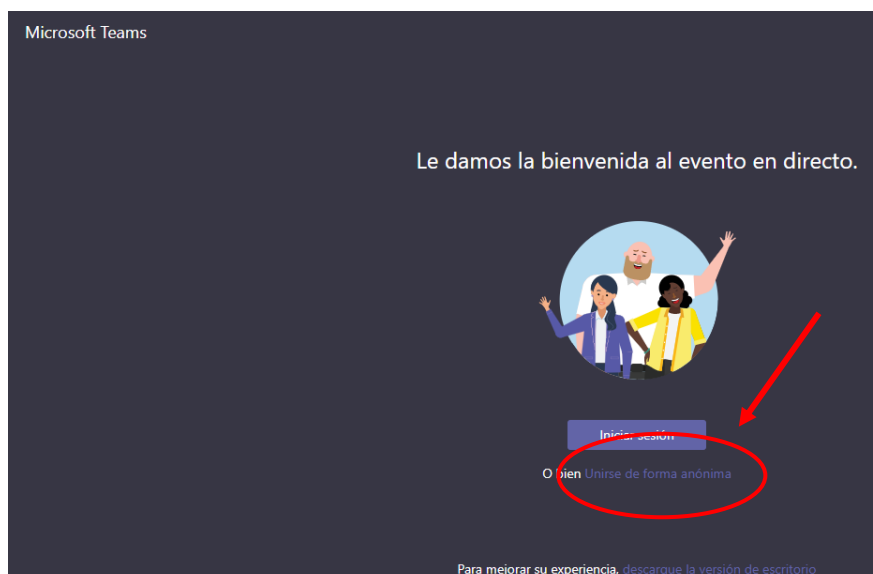 Microsoft Teams
Le damos la bienvenida al evento en directo.
Iniciar sesión
O bien Unirse de forma anónima
Para mejorar su experiencia, descargue la versión de escritorio